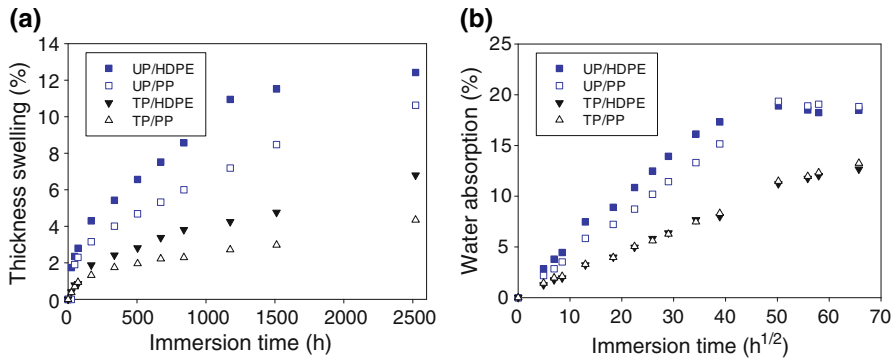 (a)
UP/HDPE
UP/PP
TP/HDPE
TP/PP
Thickness swelling (%)
14
12
10
8
6
4
2
0
0 500 1000 1500 2000 2500
Immersion time (h)
(b)
UP/HDPE
UP/PP
TP/HDPE
TP/PP
Water absorption (%)
25
20
15
10
5
0
0 10 20 30 40 50 60 70
Immersion time (h^1/2)